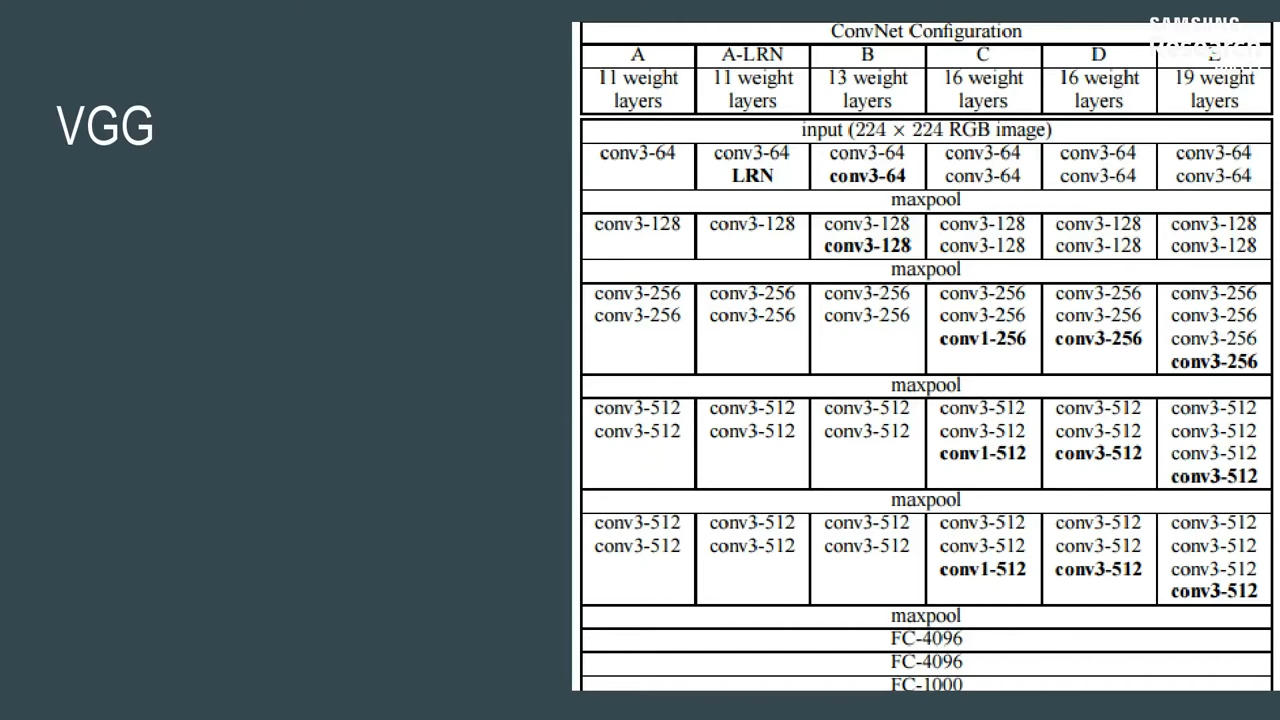 VGG
SAMSUNG
Research
ConvNet Configuration
A A-LRN B C D E
11 weight 11 weight 13 weight 16 weight 16 weight 19 weight
layers layers layers layers layers layers
input (224 × 224 RGB image)
conv3-64 conv3-64 conv3-64 conv3-64 conv3-64 conv3-64
LRN conv3-64 conv3-64 conv3-64 conv3-64
maxpool
conv3-128 conv3-128 conv3-128 conv3-128 conv3-128 conv3-128
conv3-128 conv3-128 conv3-128 conv3-128
maxpool
conv3-256 conv3-256 conv3-256 conv3-256 conv3-256 conv3-256
conv3-256 conv3-256 conv3-256 conv3-256 conv3-256 conv3-256
conv1-256 conv3-256 conv3-256
conv3-256
maxpool
conv3-512 conv3-512 conv3-512 conv3-512 conv3-512 conv3-512
conv3-512 conv3-512 conv3-512 conv3-512 conv3-512 conv3-512
conv1-512 conv3-512 conv3-512
conv3-512
maxpool
conv3-512 conv3-512 conv3-512 conv3-512 conv3-512 conv3-512
conv3-512 conv3-512 conv3-512 conv3-512 conv3-512 conv3-512
conv1-512 conv3-512 conv3-512
conv3-512
maxpool
FC-4096
FC-4096
FC-1000